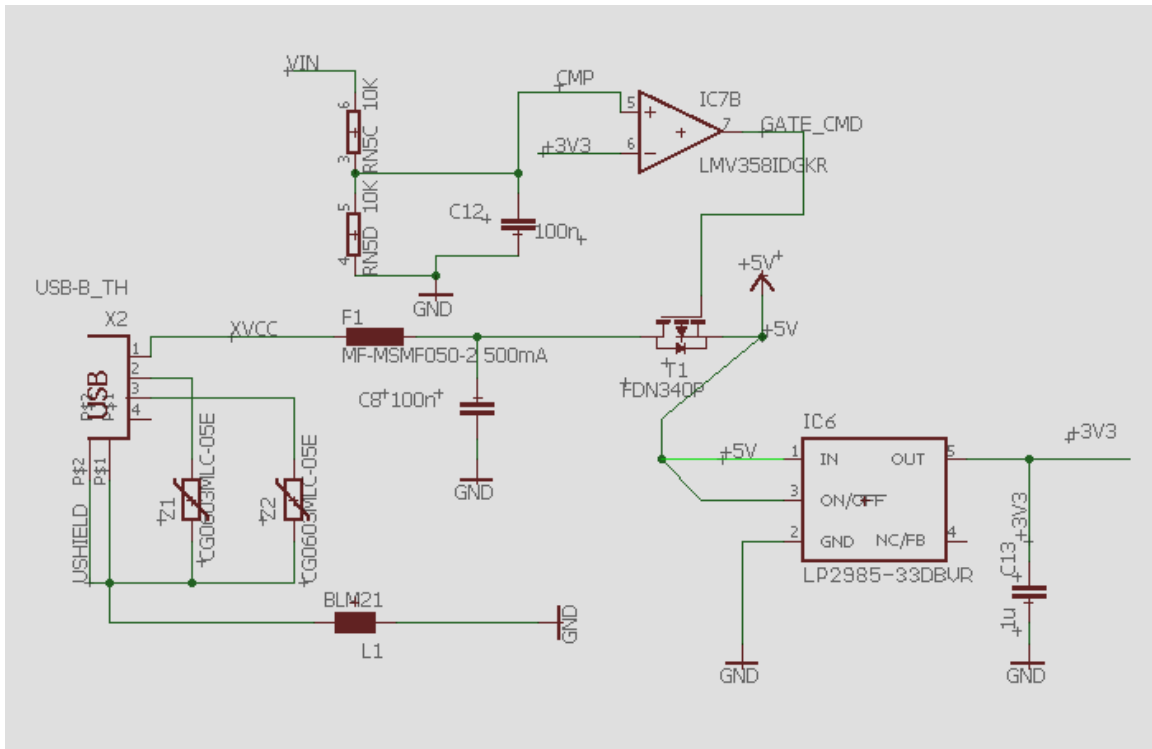 VIN
6
10K
3
RN5C
5
10K
4
RN5D
CMP
5
6
7
+3V3
IC7B
GATE_CMD
LMV358IDGKR
C12
100n
GND
USB-B_TH
X2
USB
1
2
3
4
P$2
P$1
P$2
P$1
XVCC
F1
MF-MSMF050-2 500mA
C8
100n
GND
+5V
+5V
T1
FDN340P
Z1
CG0603MLC-05E
Z2
CG0603MLC-05E
USHIELD
BLM21
L1
GND
IC6
+5V
1
IN
OUT
5
+3V3
3
ON/OFF
2
GND
NC/FB
4
LP2985-33DBVR
GND
+3V3
C13
1u
GND